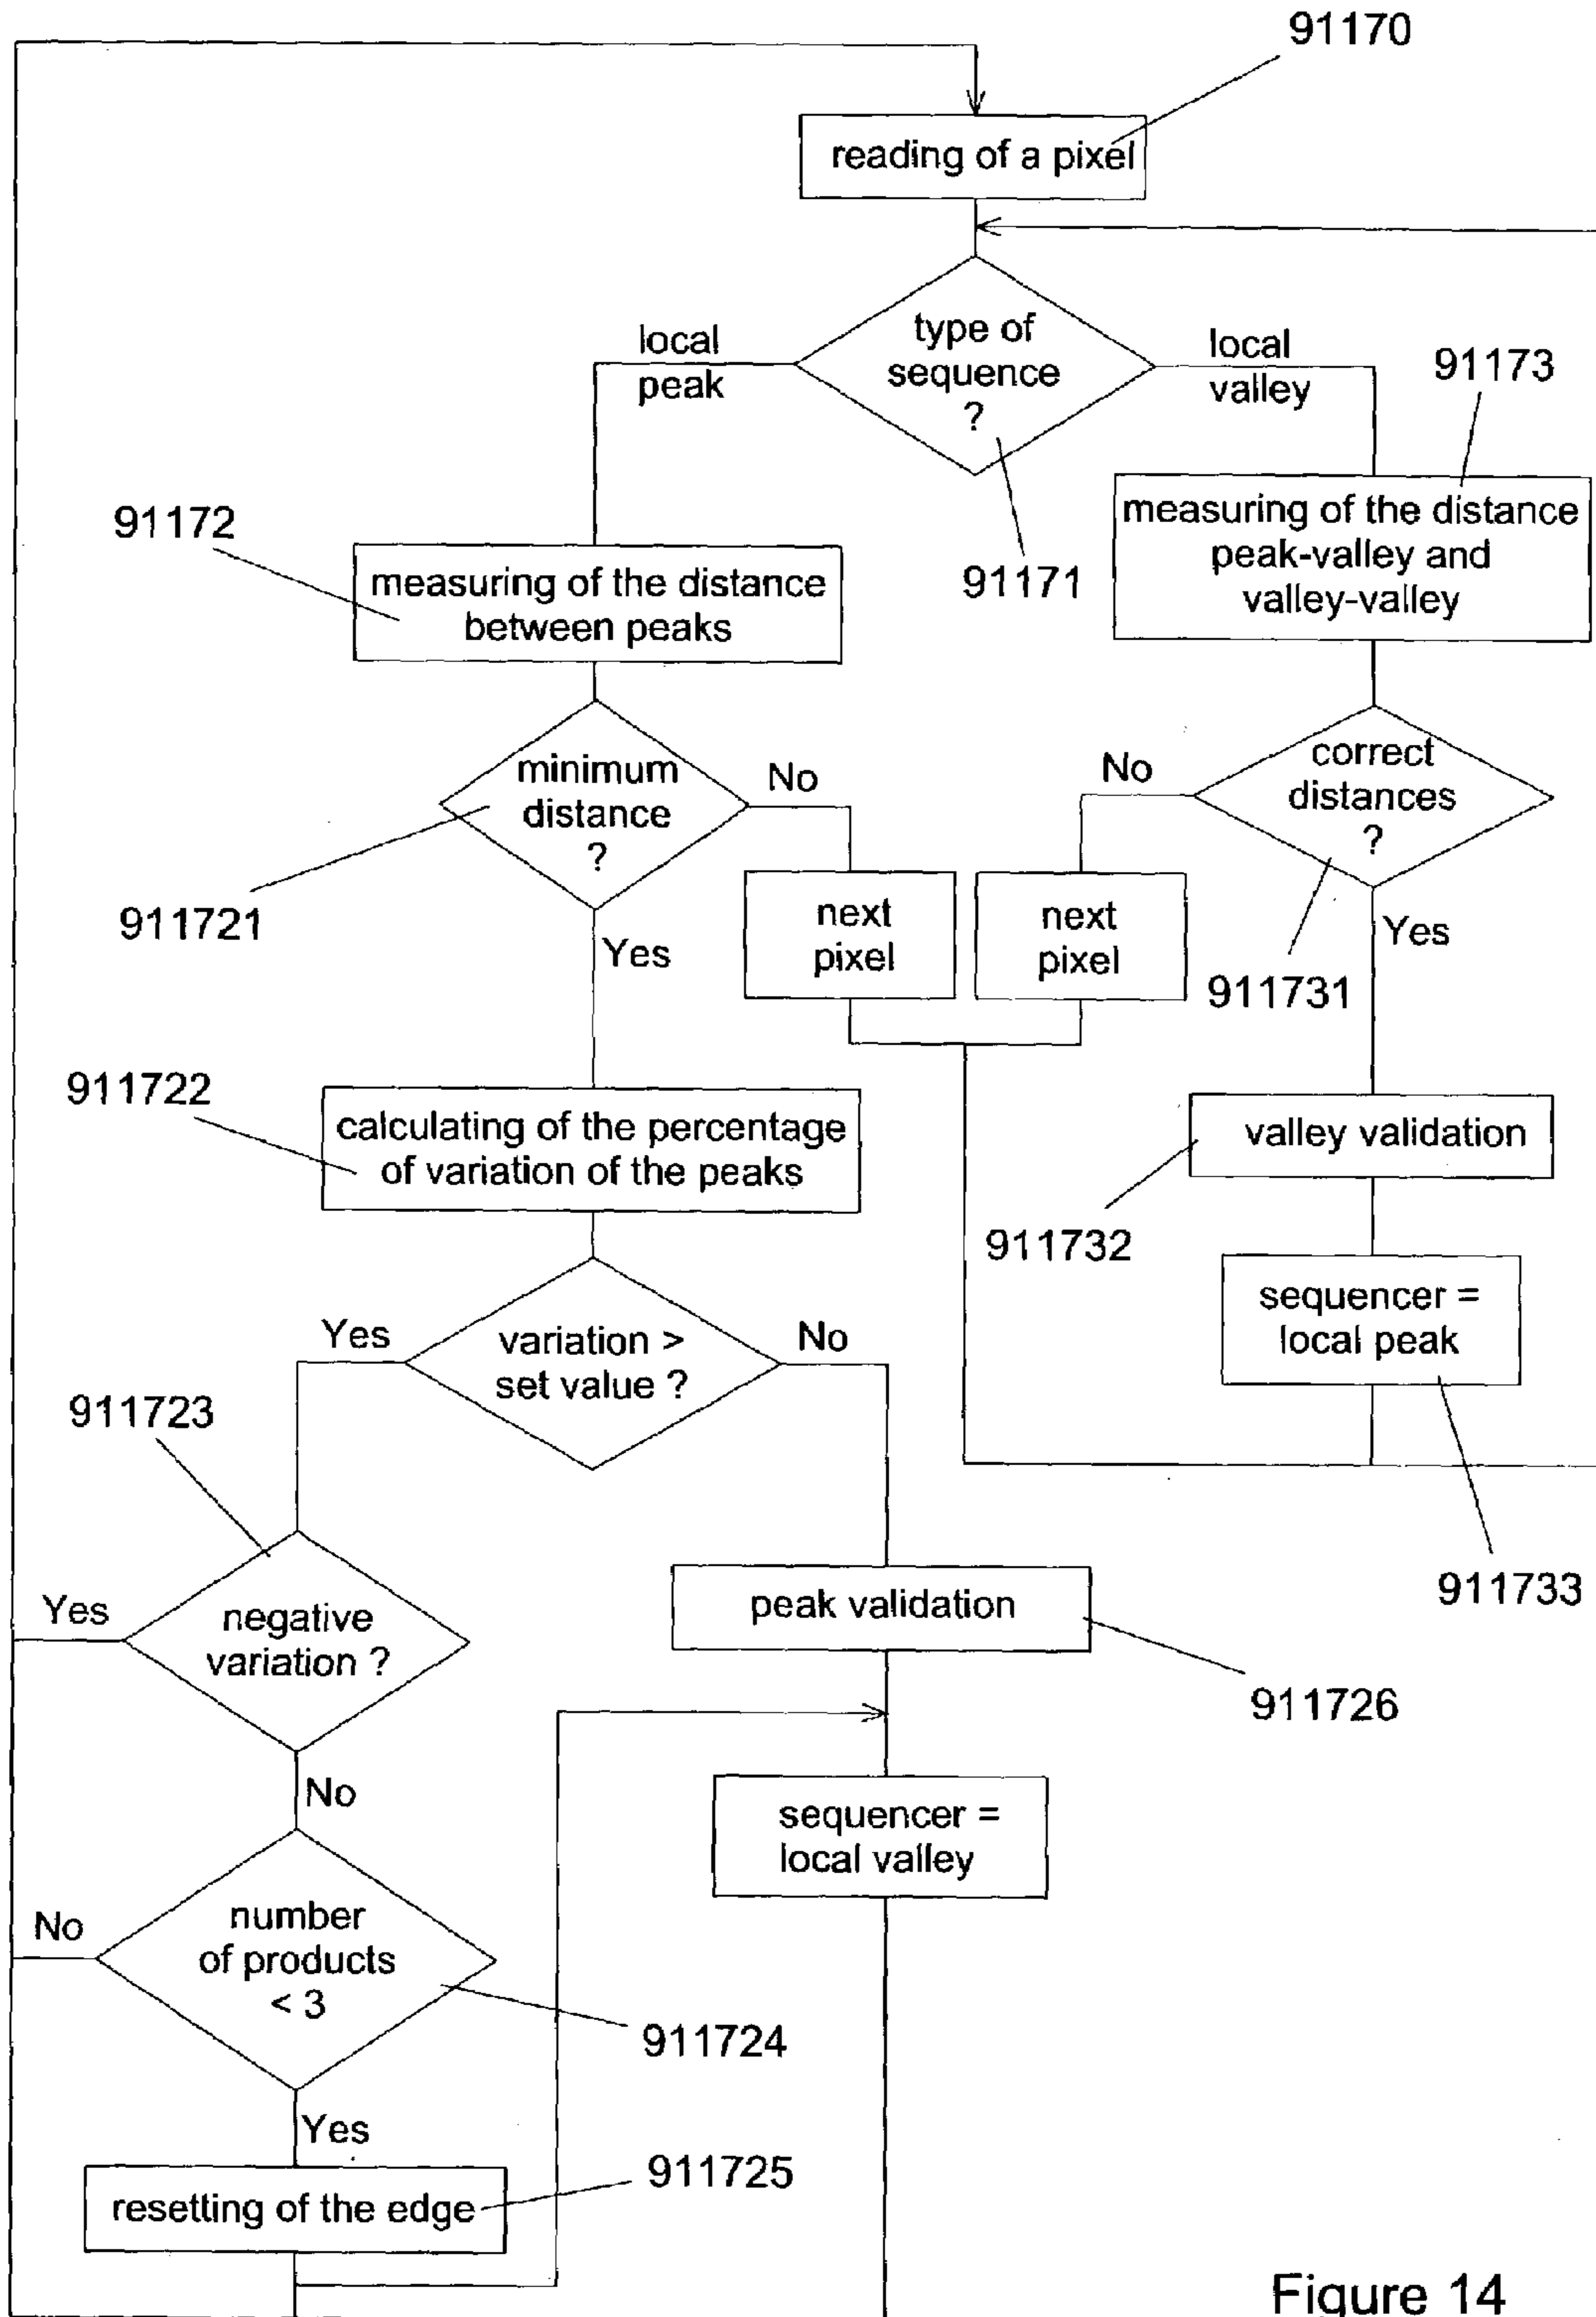 91170
reading of a pixel
type of
sequence
?
local
peak
local
valley
91173
91171
91172
measuring of the distance
between peaks
measuring of the distance
peak-valley and
valley-valley
minimum
distance
?
No
911721
Yes
next
pixel
No
next
pixel
correct
distances
?
Yes
911731
911722
calculating of the percentage
of variation of the peaks
valley validation
911732
sequencer =
local peak
911733
Yes
variation >
set value ?
No
911723
Yes
negative
variation ?
No
peak validation
911726
sequencer =
local valley
No
number
of products
< 3
911724
Yes
resetting of the edge
911725
Figure 14